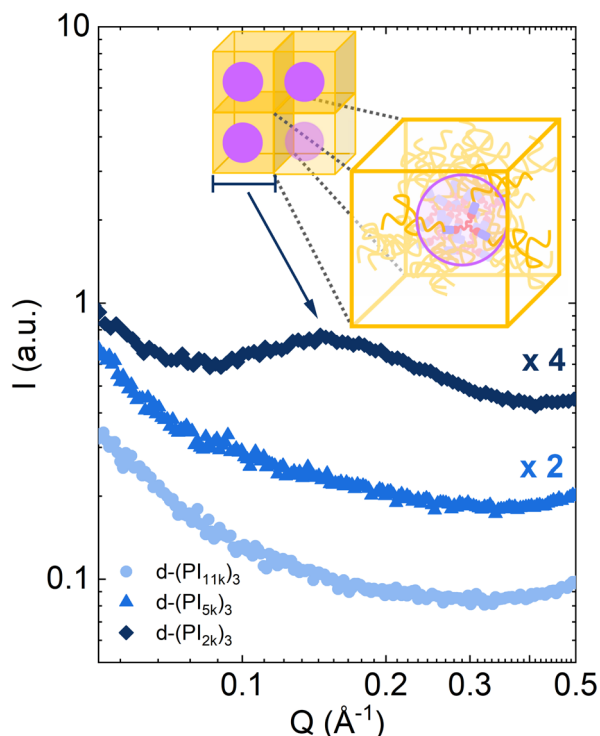 10
1
0.1
I (a.u.)
x 4
x 2
d-(PI₁₁ₖ)₃
d-(PI₅ₖ)₃
d-(PI₂ₖ)₃
0.1
0.2
0.3
0.5
Q (Å⁻¹)